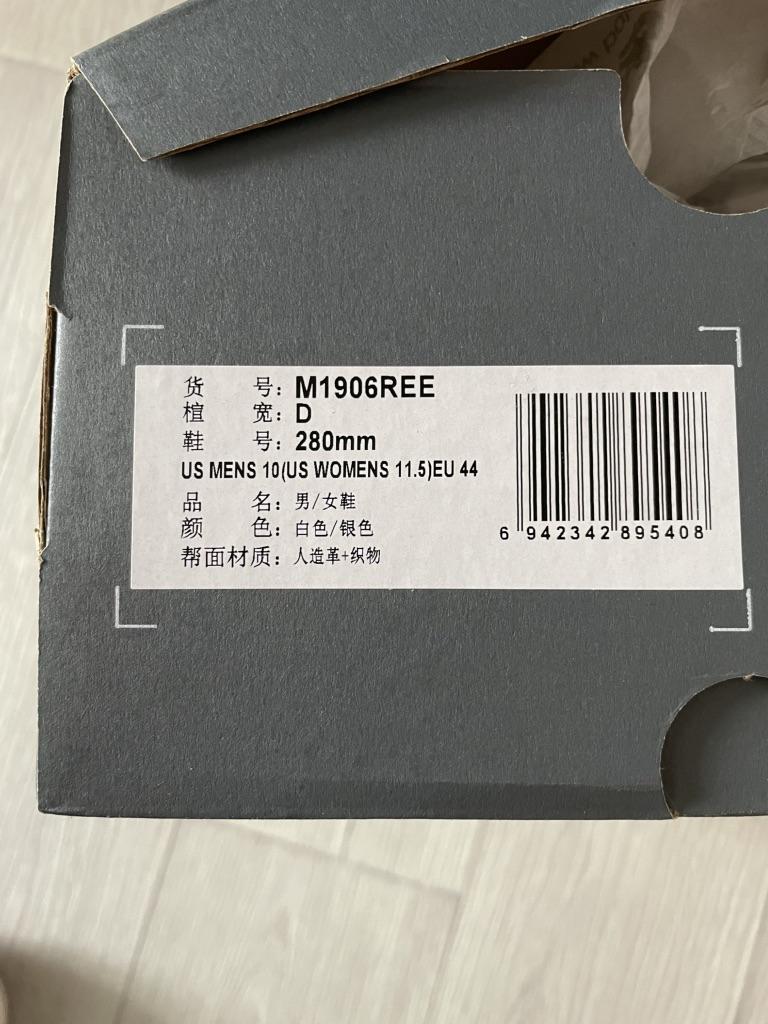 货 号：M1906REE
楦 宽：D
鞋 号：280mm
US MENS 10(US WOMENS 11.5)EU 44
品 名：男/女鞋
颜 色：白色/银色
帮面材质：人造革+织物
6 942342 895408